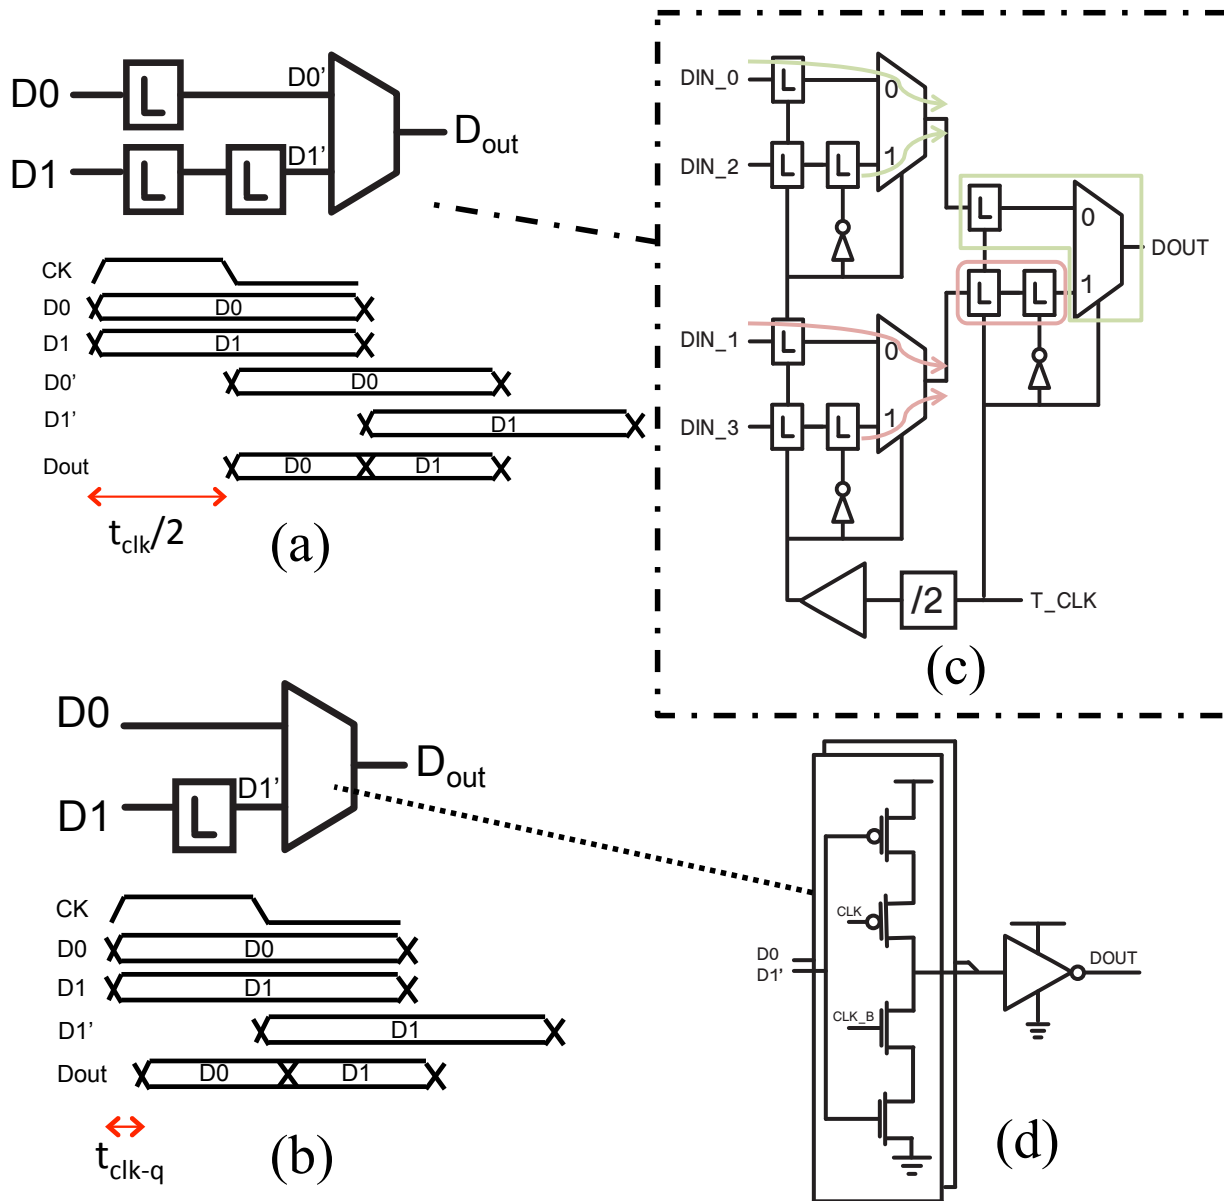 D0
L
D0'
D1
L
L
D1'
Dout
CK
D0
D0
D1
D1
D0'
D0
D1'
D1
Dout
D0
D1
tclk/2
(a)
DIN_0
L
0
DIN_2
L
L
1
DIN_1
L
0
DIN_3
L
L
1
L
0
L
L
1
DOUT
/2
T_CLK
(c)
D0
D1
L
D1'
Dout
CK
D0
D0
D1
D1
D1'
D1
Dout
D0
D1
tclk-q
(b)
CLK
D0
D1'
CLK_B
DOUT
(d)